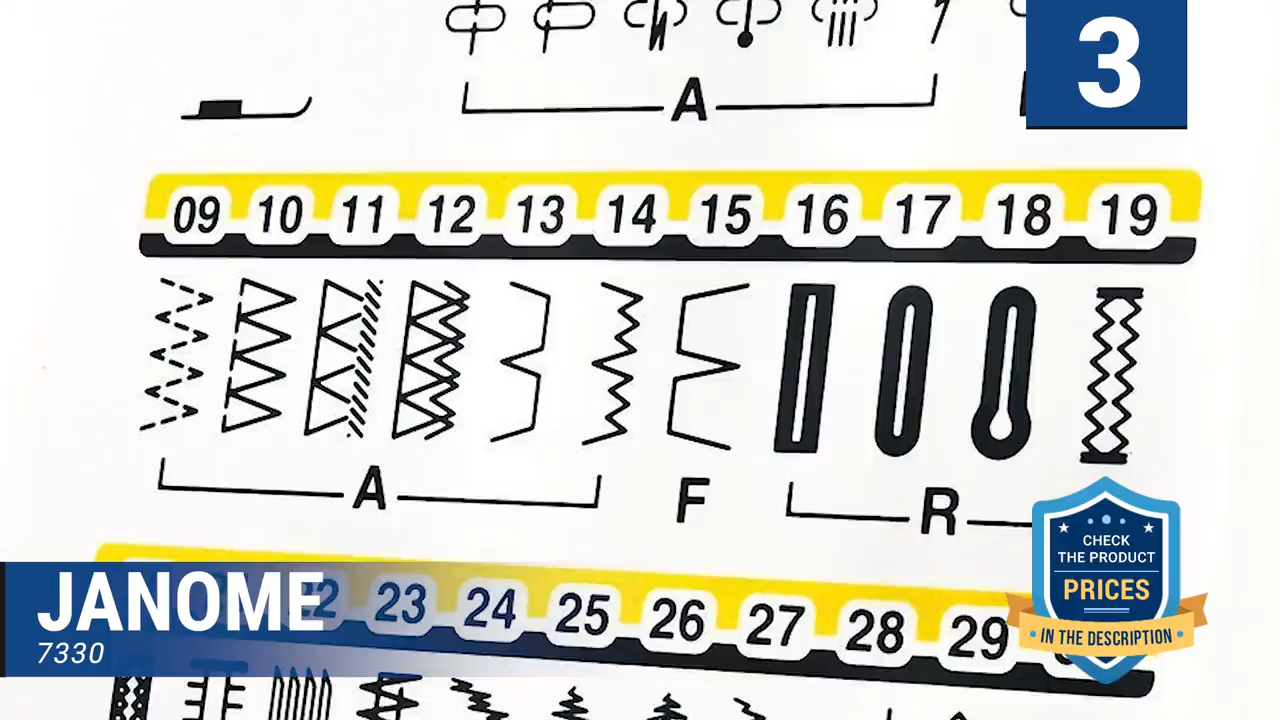 3
A
09 10 11 12 13 14 15 16 17 18 19
A F R
22 23 24 25 26 27 28 29
JANOME
7330
CHECK
THE PRODUCT
PRICES
IN THE DESCRIPTION